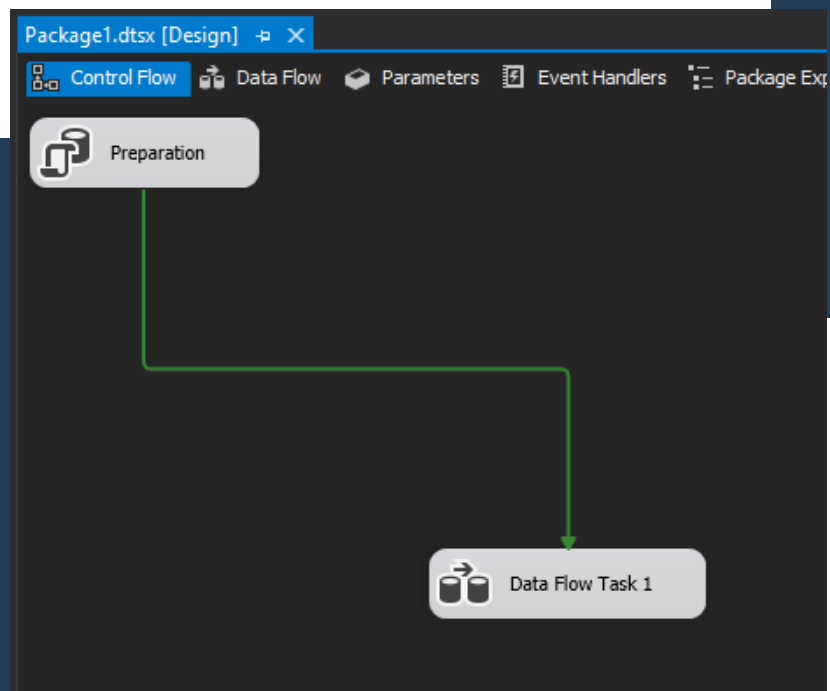 Package1.dtsx [Design]
Control Flow Data Flow Parameters Event Handlers Package Exp
Preparation
Data Flow Task 1